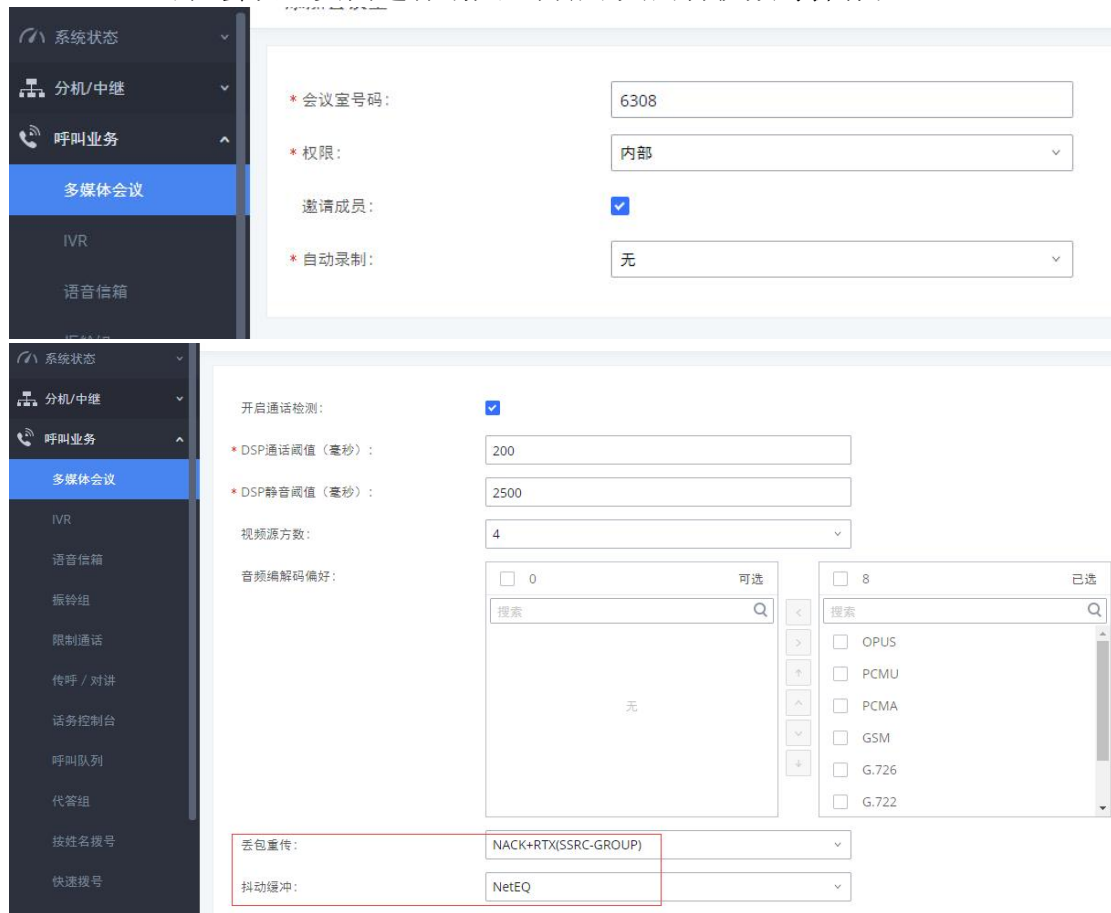 系统状态
分机/中继
呼叫业务
多媒体会议
IVR
语音信箱
* 会议室号码: 6308
* 权限: 内部
邀请成员:
* 自动录制: 无
系统状态
分机/中继
呼叫业务
多媒体会议
IVR
语音信箱
振铃组
限制通话
传呼 / 对讲
话务控制台
呼叫队列
代答组
按姓名拨号
快速拨号
开启通话检测:
* DSP通话阈值（毫秒）: 200
* DSP静音阈值（毫秒）: 2500
视频源方数: 4
音频编解码偏好:
0 可选
搜索
无
8 已选
搜索
OPUS
PCMU
PCMA
GSM
G.726
G.722
丢包重传: NACK+RTX(SSRC-GROUP)
抖动缓冲: NetEQ